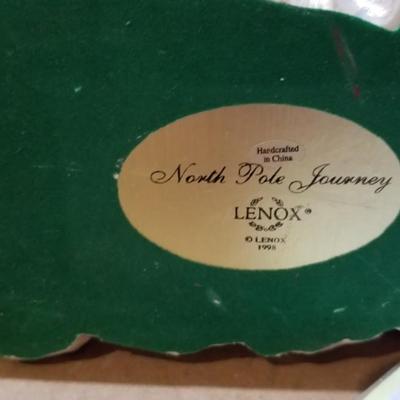 Handcrafted
in China
North Pole Journey
LENOX®
© LENOX
1998